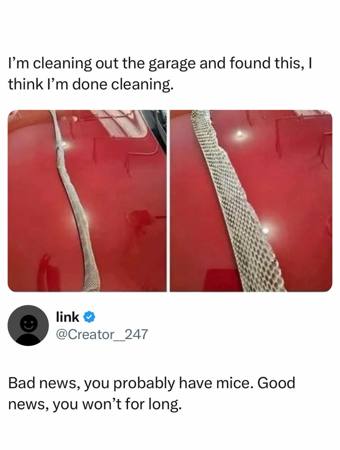 I’m cleaning out the garage and found this, I
think I’m done cleaning.
link
@Creator__247
Bad news, you probably have mice. Good
news, you won’t for long.